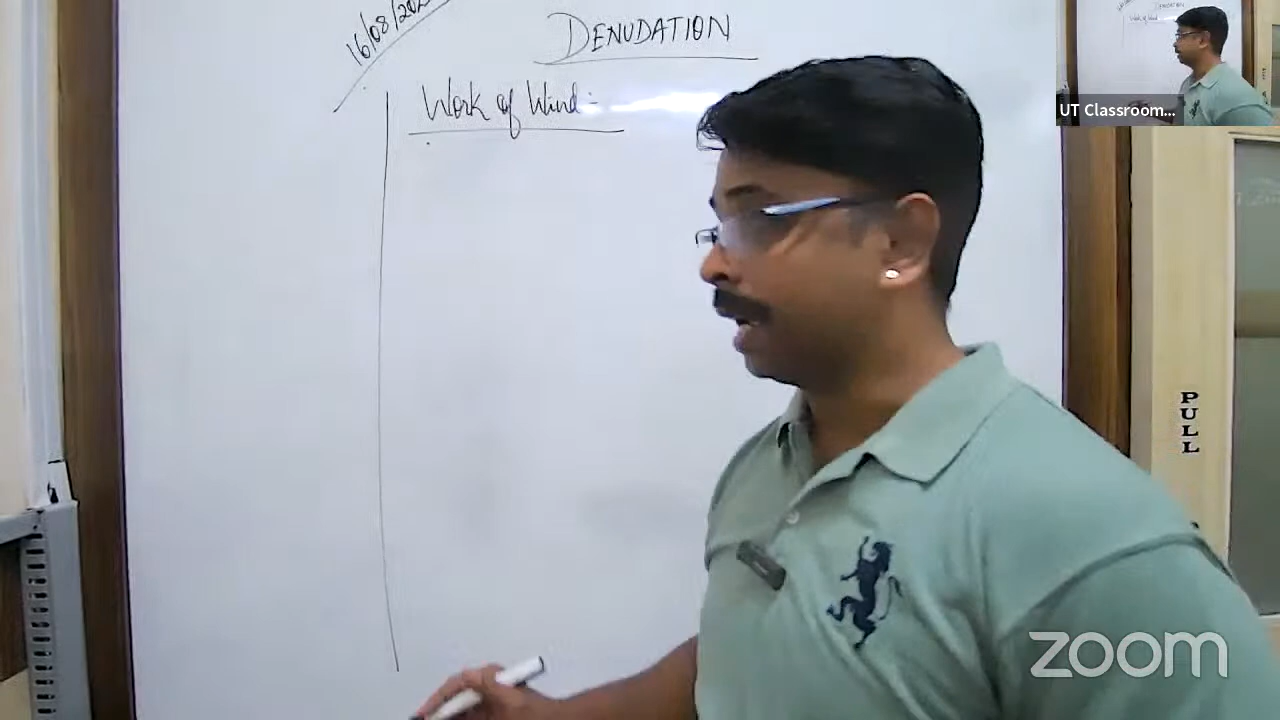 16/08/202
DENUDATION
Work of Wind :-
UT Classroom...
PULL
zoom